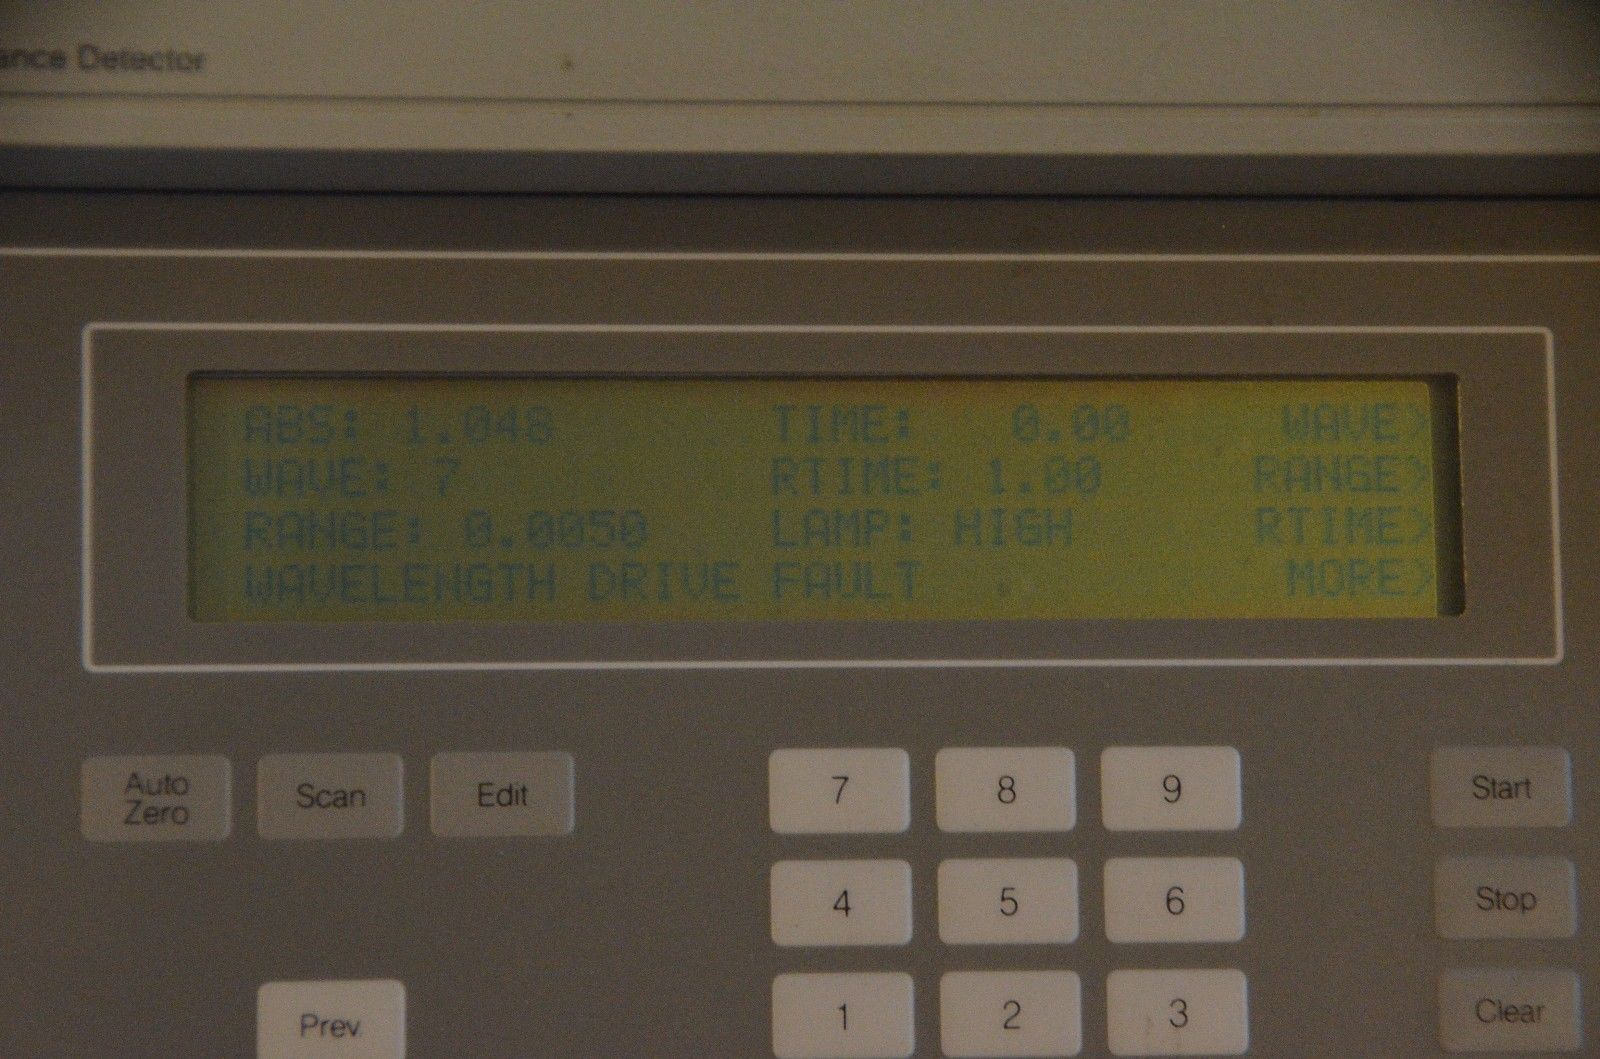 ance Detector
ABS: 1.048 TIME: 0.00 WAVE>
WAVE: 7 RTIME: 1.00 RANGE>
RANGE: 0.0050 LAMP: HIGH RTIME>
WAVELENGTH DRIVE FAULT MORE>
Auto
Zero
Scan
Edit
7
8
9
Start
4
5
6
Stop
Prev
1
2
3
Clear